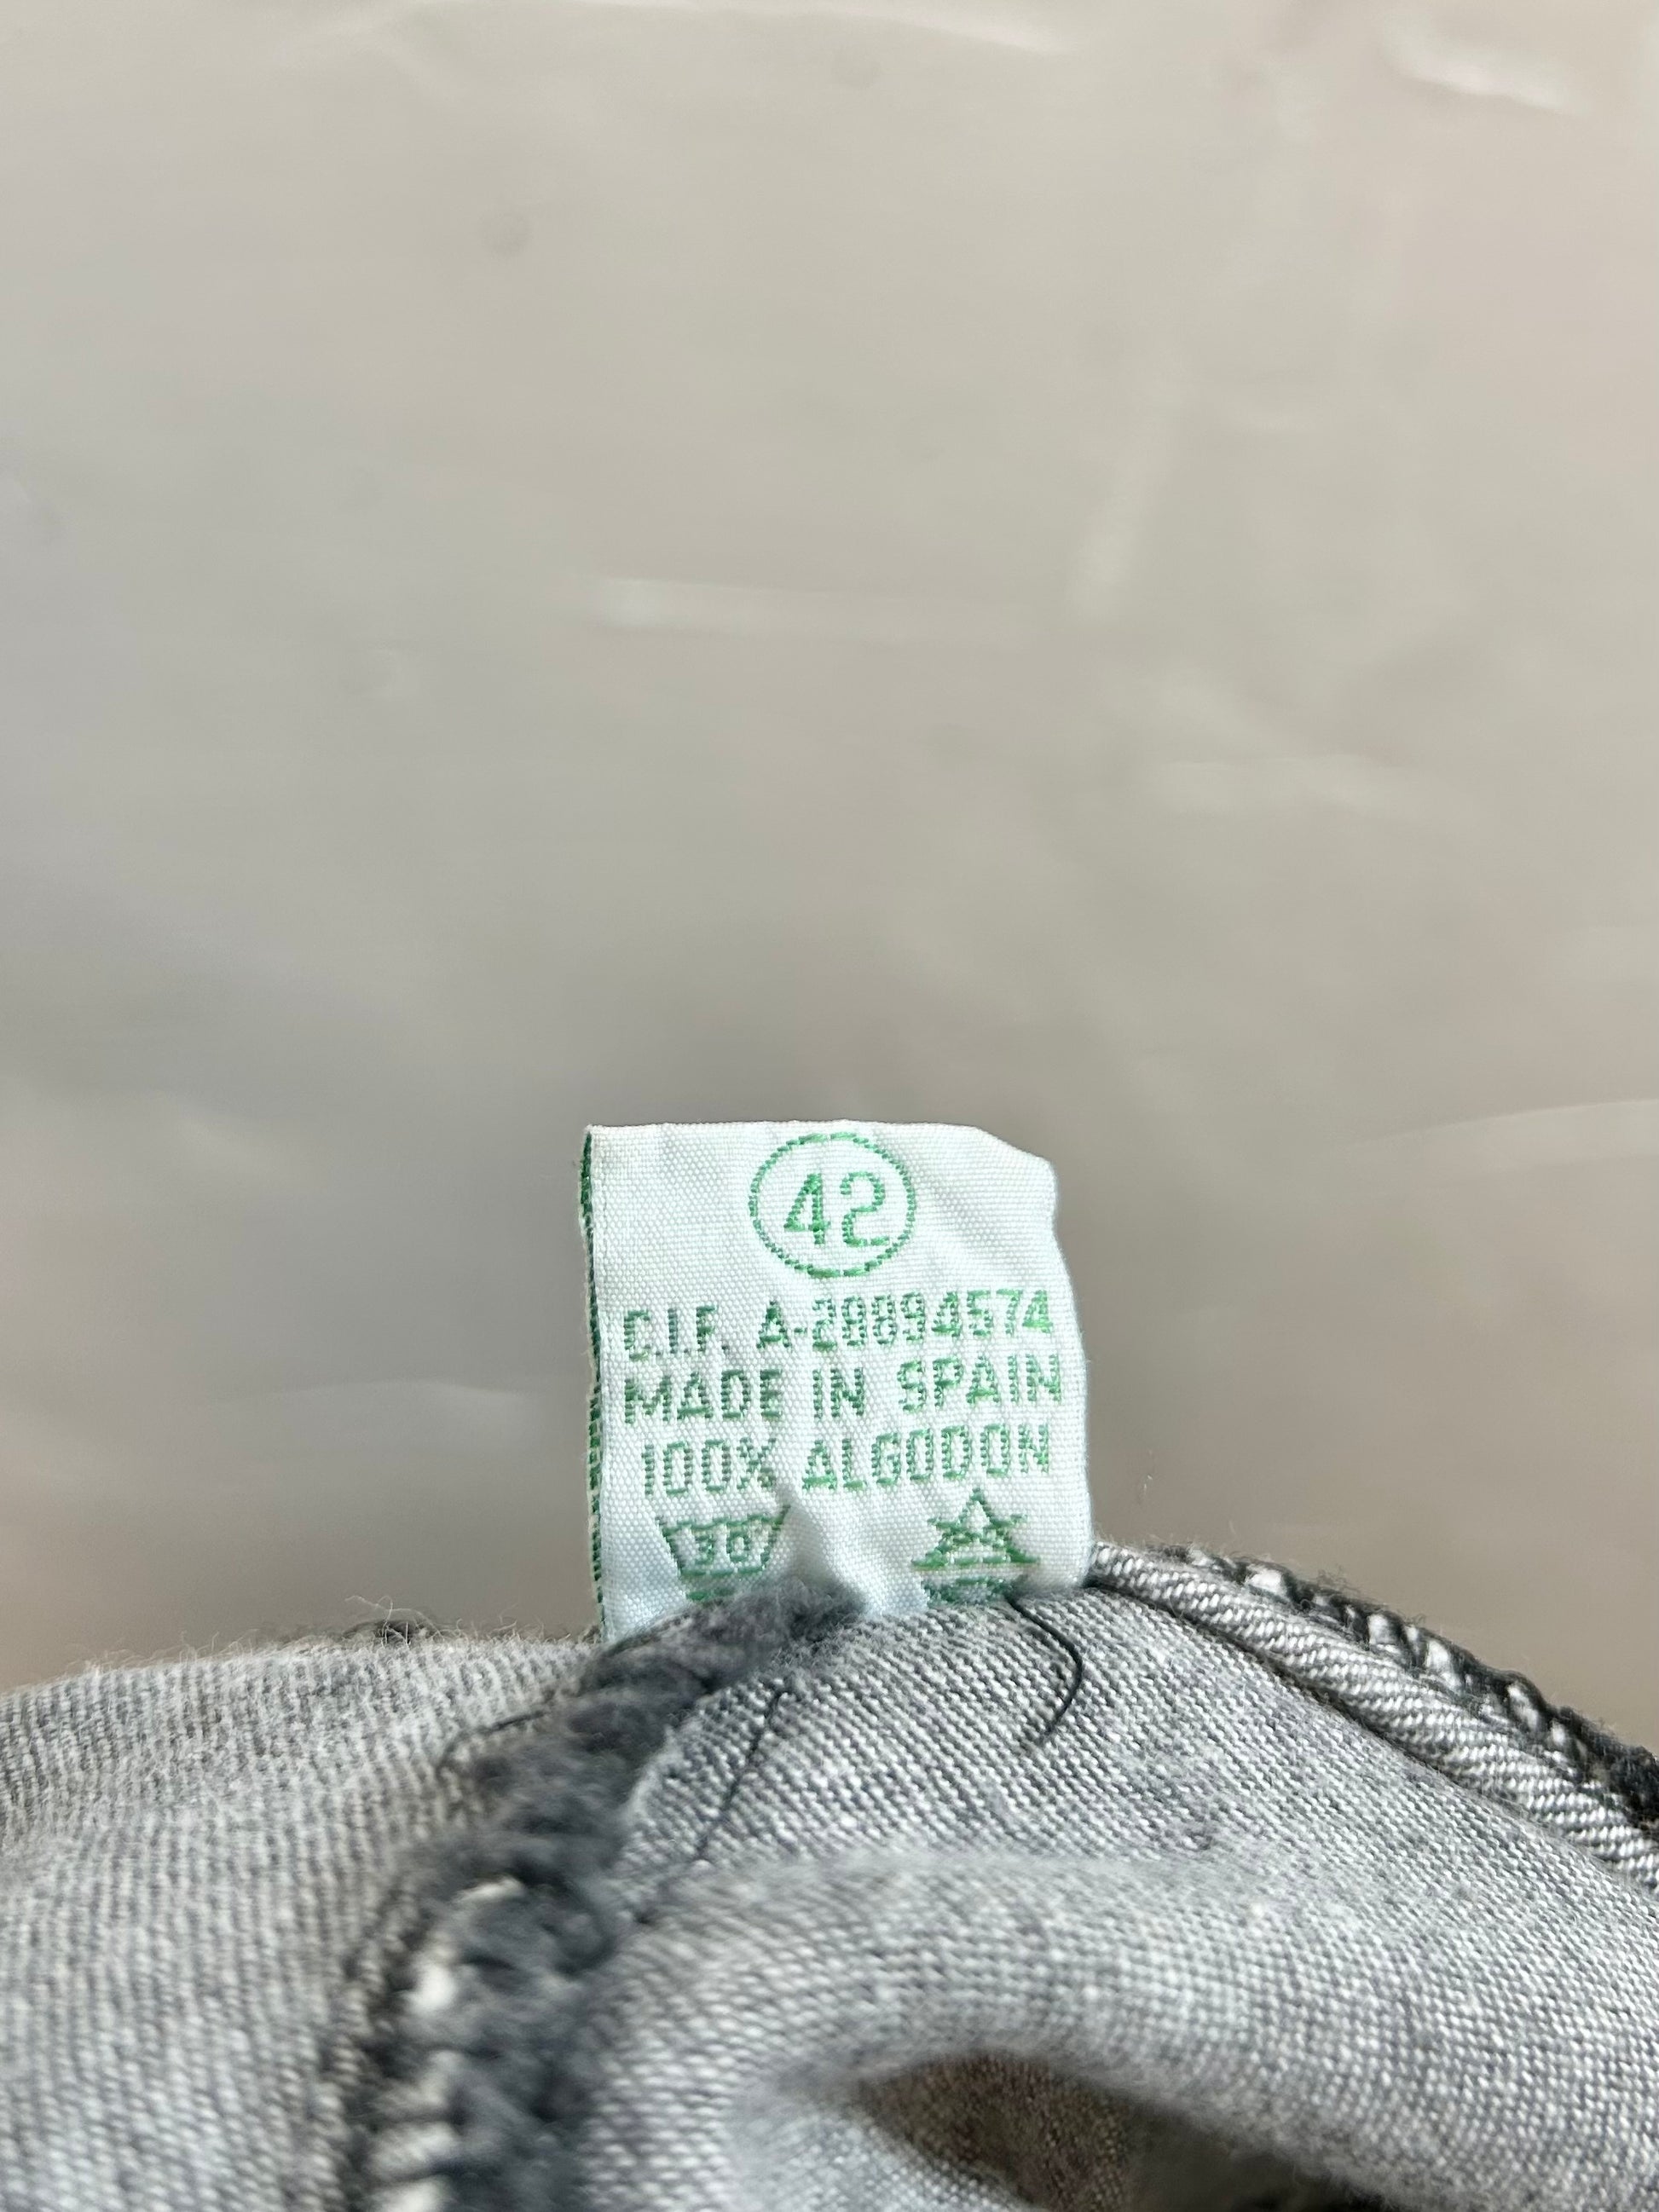 42
C.I.F. A-28894574
MADE IN SPAIN
100% ALGODON
30